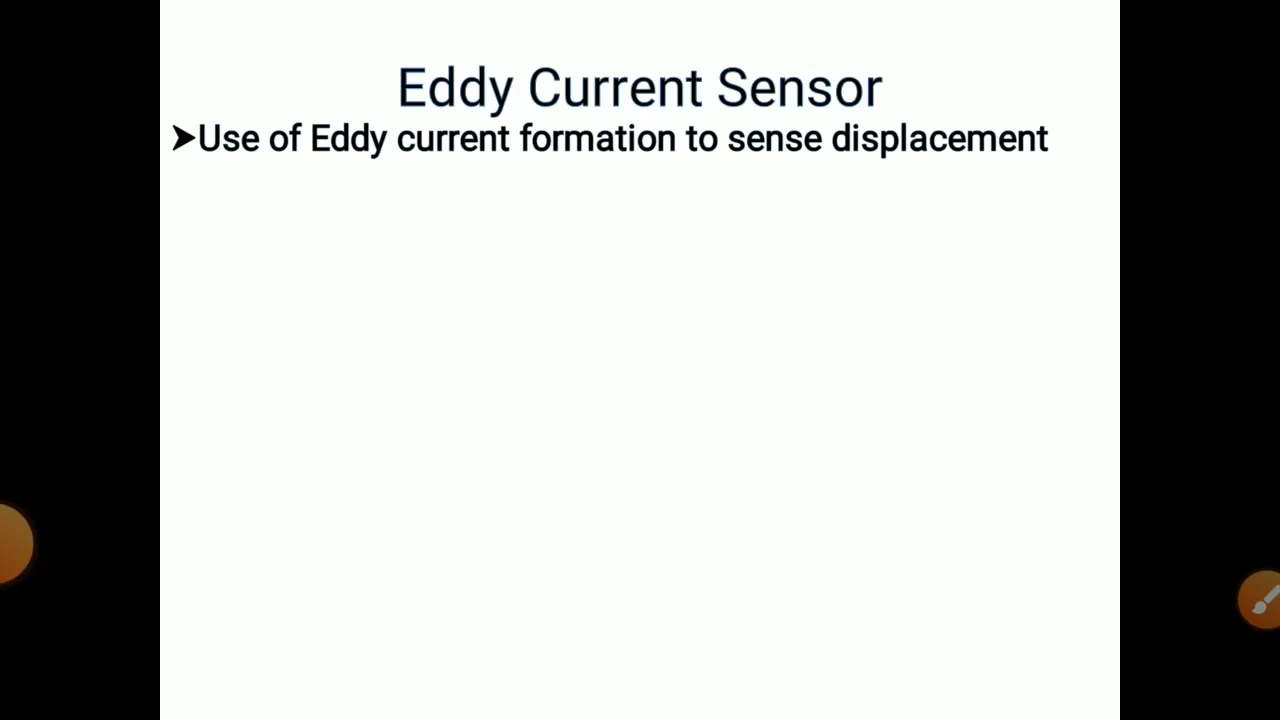 Eddy Current Sensor
➤Use of Eddy current formation to sense displacement